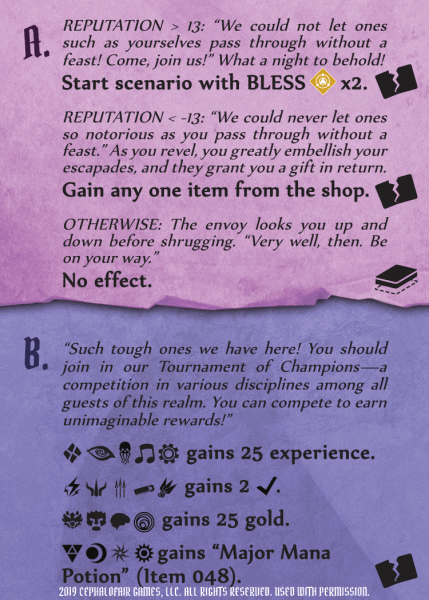 A.
REPUTATION > 13: “We could not let ones
such as yourselves pass through without a
feast! Come, join us!” What a night to behold!
Start scenario with BLESS x2.
REPUTATION < -13: “We could never let ones
so notorious as you pass through without a
feast.” As you revel, you greatly embellish your
escapades, and they grant you a gift in return.
Gain any one item from the shop.
OTHERWISE: The envoy looks you up and
down before shrugging. “Very well, then. Be
on your way.”
No effect.
B.
“Such tough ones we have here! You should
join in our Tournament of Champions—a
competition in various disciplines among all
guests of this realm. You can compete to earn
unimaginable rewards!”
gains 25 experience.
gains 2 ✓.
gains 25 gold.
gains “Major Mana
Potion” (Item 048).
2019 CEPHALOFAIR GAMES, LLC. ALL RIGHTS RESERVED. USED WITH PERMISSION.